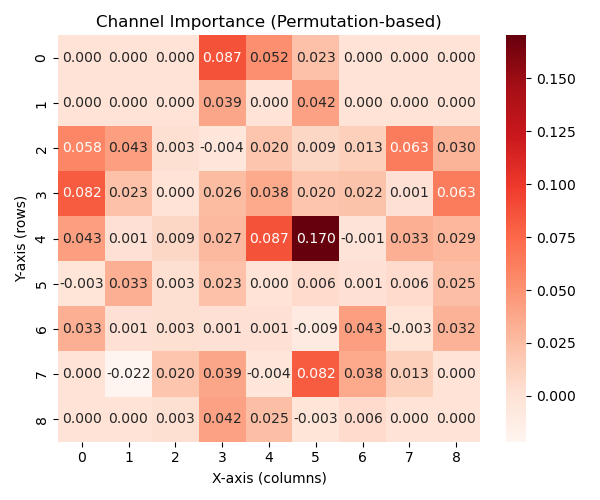 Channel Importance (Permutation-based)
0 0.000 0.000 0.000 0.087 0.052 0.023 0.000 0.000 0.000
1 0.000 0.000 0.000 0.039 0.000 0.042 0.000 0.000 0.000
2 0.058 0.043 0.003 -0.004 0.020 0.009 0.013 0.063 0.030
3 0.082 0.023 0.000 0.026 0.038 0.020 0.022 0.001 0.063
4 0.043 0.001 0.009 0.027 0.087 0.170 -0.001 0.033 0.029
5 -0.003 0.033 0.003 0.023 0.000 0.006 0.001 0.006 0.025
6 0.033 0.001 0.003 0.001 0.001 -0.009 0.043 -0.003 0.032
7 0.000 -0.022 0.020 0.039 -0.004 0.082 0.038 0.013 0.000
8 0.000 0.000 0.003 0.042 0.025 -0.003 0.006 0.000 0.000
0 1 2 3 4 5 6 7 8
X-axis (columns)
Y-axis (rows)
0.150
0.125
0.100
0.075
0.050
0.025
0.000